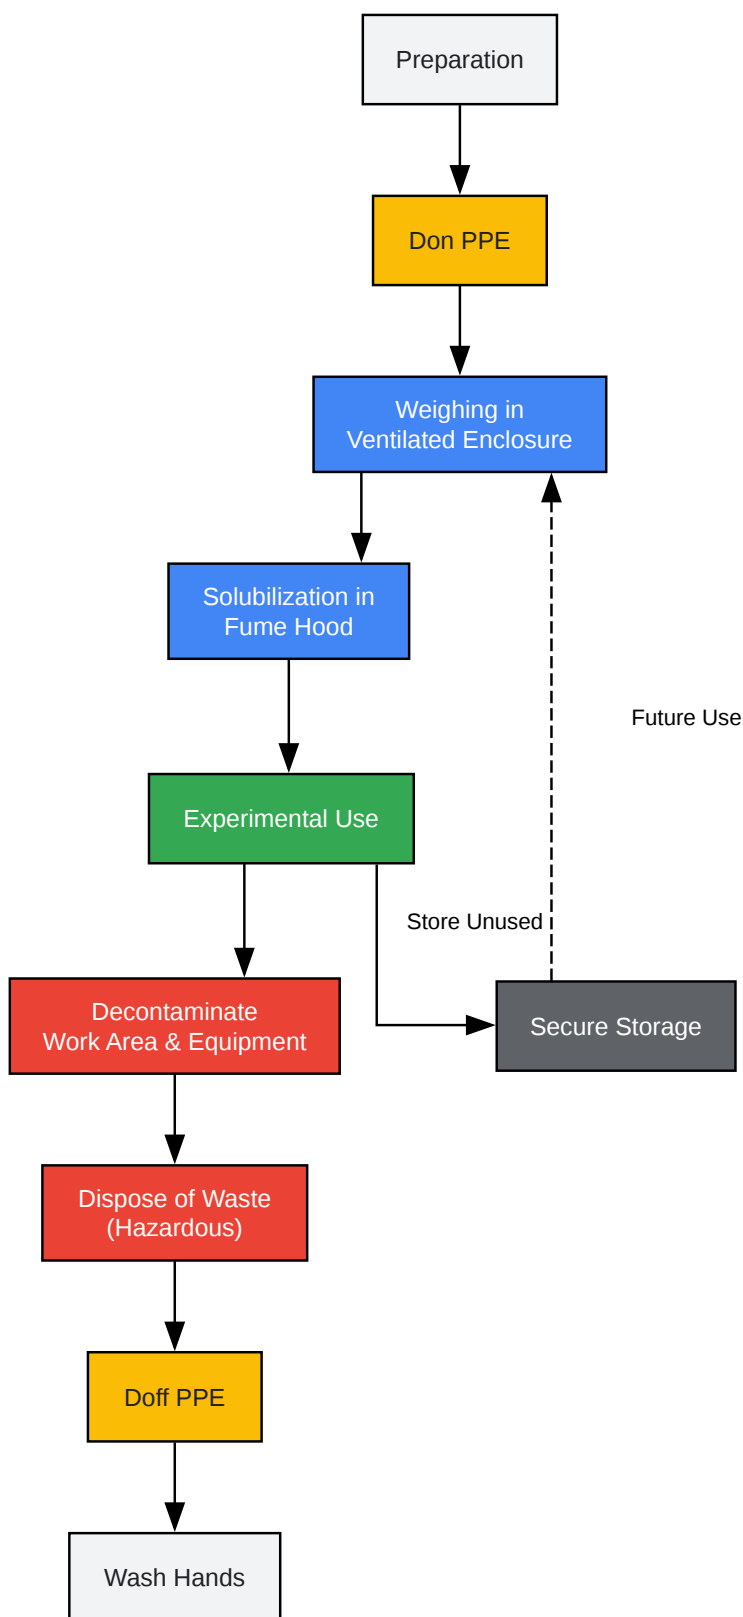 Preparation
Don PPE
Weighing in
Ventilated Enclosure
Solubilization in
Fume Hood
Future Use
Experimental Use
Store Unused
Decontaminate
Work Area & Equipment
Secure Storage
Dispose of Waste
(Hazardous)
Doff PPE
Wash Hands